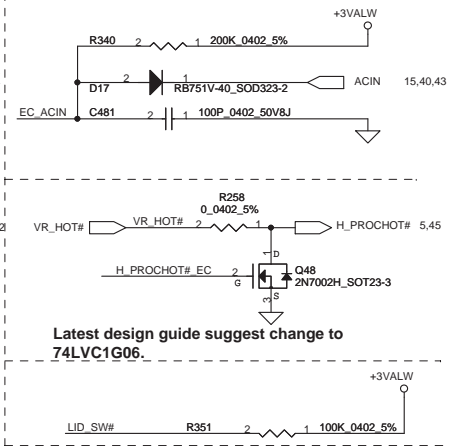 +3VALW
R340 2 1 200K_0402_5%
D17 2 1 RB751V-40_SOD323-2 ACIN 15,40,43
EC_ACIN C481 2 1 100P_0402_50V8J
R258
0_0402_5%
2 VR_HOT# VR_HOT# 2 1 H_PROCHOT# 5,45
1 D
H_PROCHOT#_EC 2 G Q48
2N7002H_SOT23-3
3 S
Latest design guide suggest change to
74LVC1G06.
+3VALW
LID_SW# R351 2 1 100K_0402_5%